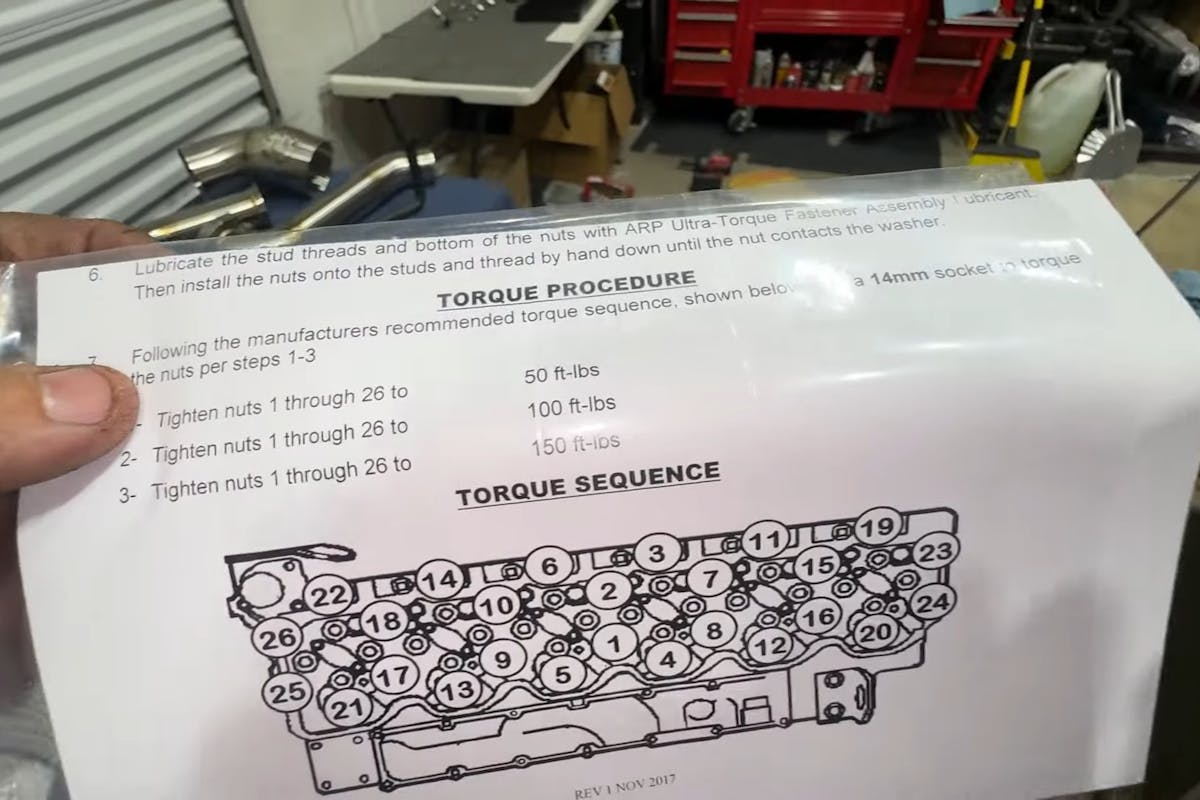 6. Lubricate the stud threads and bottom of the nuts with ARP Ultra-Torque Fastener Assembly Lubricant.
Then install the nuts onto the studs and thread by hand down until the nut contacts the washer.
TORQUE PROCEDURE
7. Following the manufacturers recommended torque sequence, shown a 14mm socket torque
the nuts per steps 1-3
- Tighten nuts 1 through 26 to 50 ft-lbs
2- Tighten nuts 1 through 26 to 100 ft-lbs
3- Tighten nuts 1 through 26 to 150 ft-lbs
TORQUE SEQUENCE
22 14 6 3 11 19
26 18 10 2 7 15 23
25 17 9 1 8 16 24
21 13 5 4 12 20
REV 1 NOV 2017